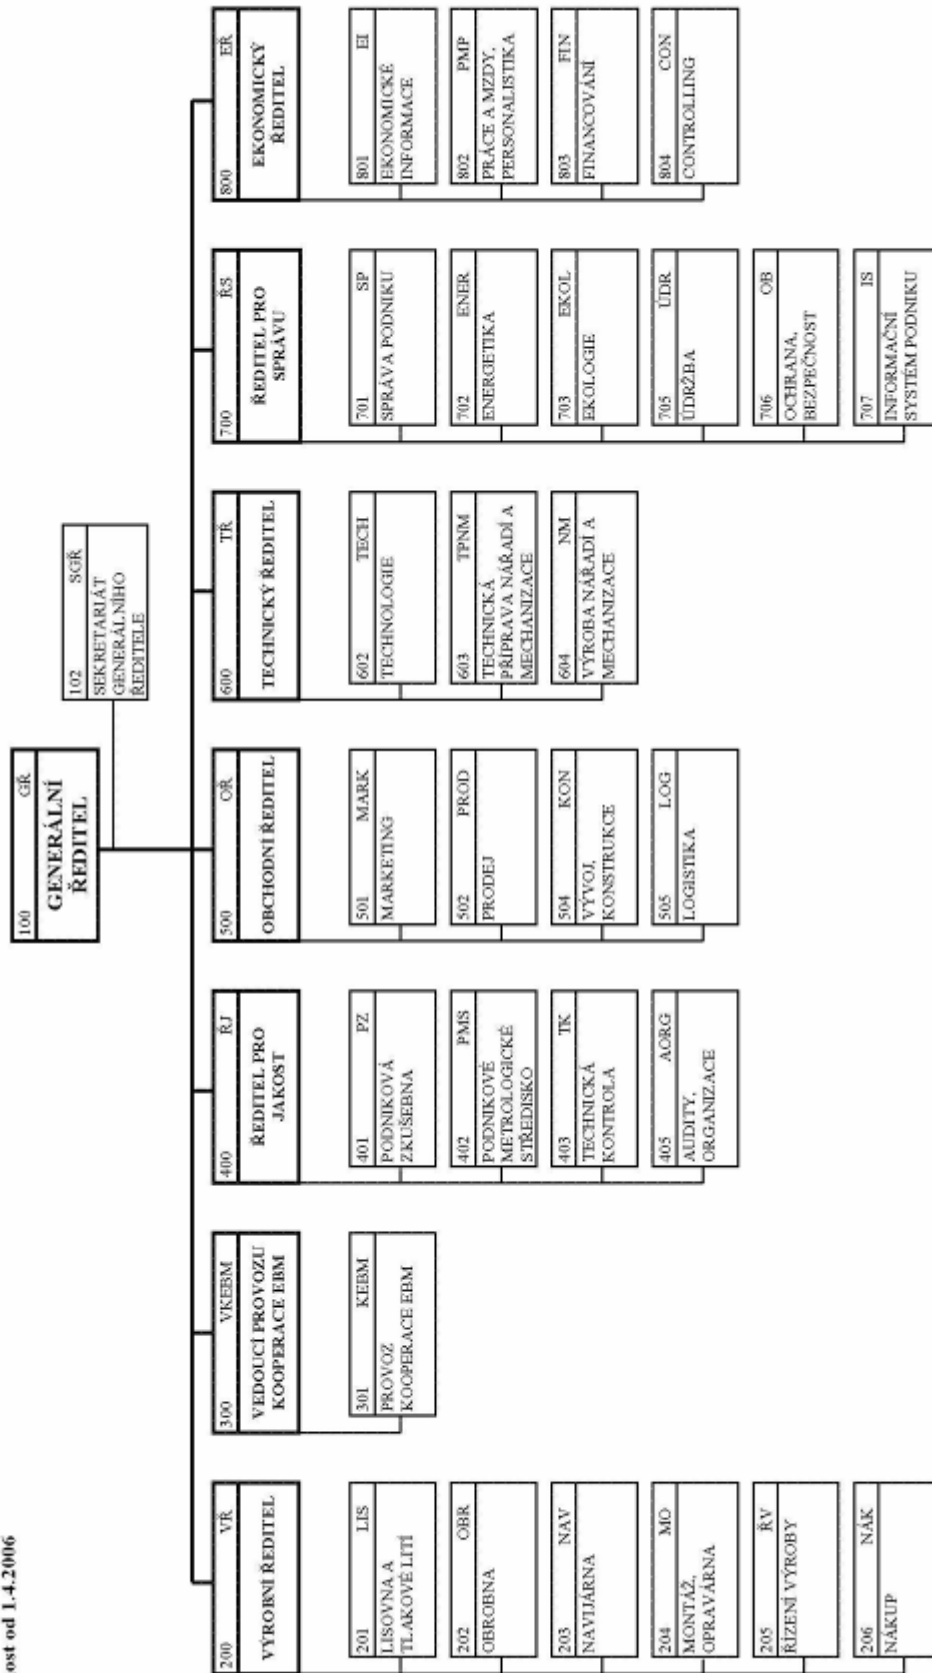 ost od 1.4.2006
100 GŘ
GENERÁLNÍ
ŘEDITEL
102 SGŘ
SEKRETARIÁT
GENERÁLNÍHO
ŘEDITELE
200 VŘ
VÝROBNÍ ŘEDITEL
201 LIS
LISOVNA A
TLAKOVÉ LITÍ
202 OBR
OBROBNA
203 NAV
NAVIJÁRNA
204 MO
MONTÁŽ,
OPRAVÁRNA
205 ŘV
ŘÍZENÍ VÝROBY
206 NÁK
NÁKUP
300 VKEBM
VEDOUCÍ PROVOZU
KOOPERACE EBM
301 KEBM
PROVOZ
KOOPERACE EBM
400 ŘJ
ŘEDITEL PRO
JAKOST
401 PZ
PODNIKOVÁ
ZKUŠEBNA
402 PMS
PODNIKOVÉ
METROLOGICKÉ
STŘEDISKO
403 TK
TECHNICKÁ
KONTROLA
405 AORG
AUDITY,
ORGANIZACE
500 OŘ
OBCHODNÍ ŘEDITEL
501 MARK
MARKETING
502 PROD
PRODEJ
504 KON
VÝVOJ,
KONSTRUKCE
505 LOG
LOGISTIKA
600 TŘ
TECHNICKÝ ŘEDITEL
602 TECH
TECHNOLOGIE
603 TPNM
TECHNICKÁ
PŘÍPRAVA NÁŘADÍ A
MECHANIZACE
604 NM
VÝROBA NÁŘADÍ A
MECHANIZACE
700 ŘS
ŘEDITEL PRO
SPRÁVU
701 SP
SPRÁVA PODNIKU
702 ENER
ENERGETIKA
703 EKOL
EKOLOGIE
705 ÚDR
ÚDRŽBA
706 OB
OCHRANA,
BEZPEČNOST
707 IS
INFORMAČNÍ
SYSTÉM PODNIKU
800 EŘ
EKONOMICKÝ
ŘEDITEL
801 EI
EKONOMICKÉ
INFORMACE
802 PMP
PRÁCE A MZDY,
PERSONALISTIKA
803 FIN
FINANCOVÁNÍ
804 CON
CONTROLLING